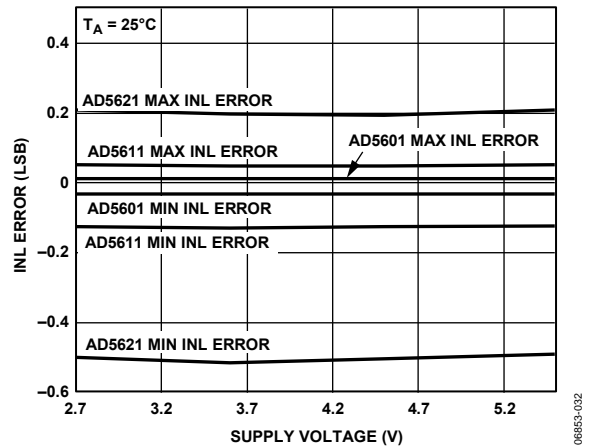 T_A = 25°C
0.4
AD5621 MAX INL ERROR
0.2
AD5601 MAX INL ERROR
AD5611 MAX INL ERROR
0
AD5601 MIN INL ERROR
AD5611 MIN INL ERROR
–0.2
–0.4
AD5621 MIN INL ERROR
–0.6
INL ERROR (LSB)
2.7 3.2 3.7 4.2 4.7 5.2
SUPPLY VOLTAGE (V)
06853-032